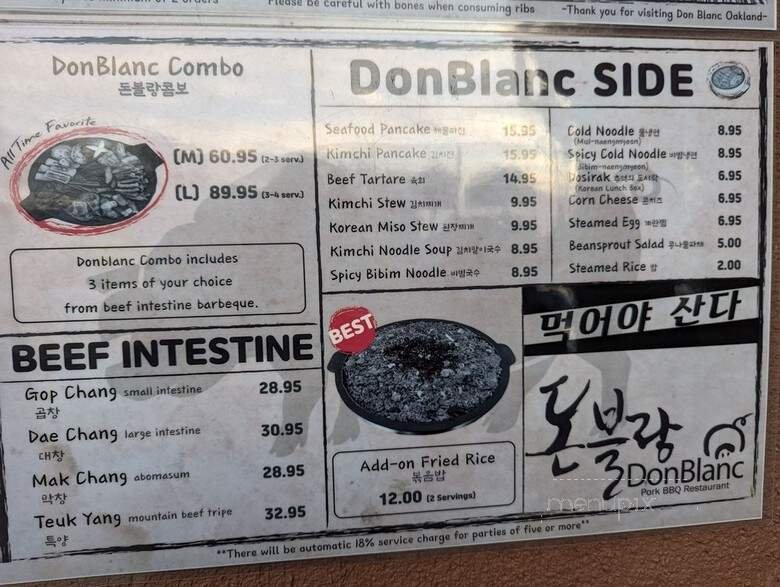 Please be careful with bones when consuming ribs
-Thank you for visiting Don Blanc Oakland-
DonBlanc Combo
돈불랑콤보
All Time Favorite
(M) 60.95 (2-3 serv.)
(L) 89.95 (3-4 serv.)
Donblanc Combo includes
3 items of your choice
from beef intestine barbeque.
BEEF INTESTINE
Gop Chang small intestine 28.95
곱창
Dae Chang large intestine 30.95
대창
Mak Chang abomasum 28.95
막창
Teuk Yang mountain beef tripe 32.95
특양
DonBlanc SIDE
Seafood Pancake 해물파전 15.95
Kimchi Pancake 김치전 15.95
Beef Tartare 육회 14.95
Kimchi Stew 김치찌개 9.95
Korean Miso Stew 된장찌개 9.95
Kimchi Noodle Soup 김치말이국수 8.95
Spicy Bibim Noodle 비빔국수 8.95
Cold Noodle 물냉면 8.95
(Mul-naengmyeon)
Spicy Cold Noodle 비빔냉면 8.95
(Bibim-naengmyeon)
Dosirak 추억의 도시락 6.95
(Korean Lunch Box)
Corn Cheese 콘치즈 6.95
Steamed Egg 계란찜 6.95
Beansprout Salad 콩나물파채 5.00
Steamed Rice 밥 2.00
BEST
Add-on Fried Rice
볶음밥
12.00 (2 Servings)
먹어야 산다
돈불랑
DonBlanc
Pork BBQ Restaurant
menupix
**There will be automatic 18% service charge for parties of five or more**